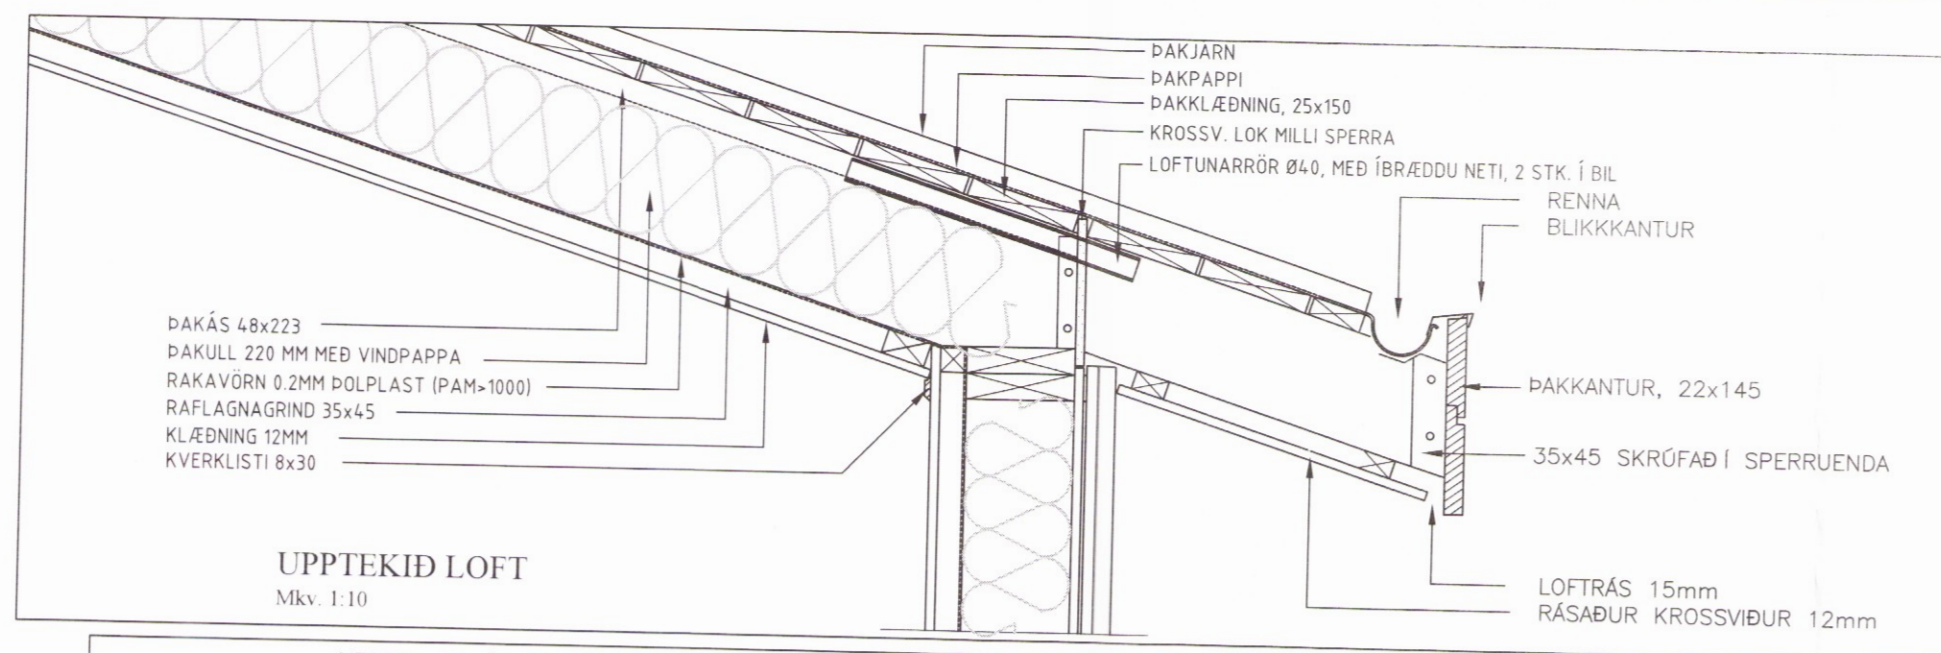 ÞAKJARN
ÞAKPAPPI
ÞAKKLÆÐNING, 25x150
KROSSV. LOK MILLI SPERRA
LOFTUNARRÖR Ø40, MEÐ ÍBRÆDDU NETI, 2 STK. Í BIL
RENNA
BLIKKKANTUR
ÞAKÁS 48x223
ÞAKULL 220 MM MEÐ VINDPAPPA
RAKAVÖRN 0.2MM ÞOLPLAST (PAM>1000)
RAFLAGNAGRIND 35x45
KLÆÐNING 12MM
KVERKLISTI 8x30
ÞAKKANTUR, 22x145
35x45 SKRÚFAÐ Í SPERRUENDA
UPPTEKIÐ LOFT
Mkv. 1:10
LOFTRÁS 15mm
RÁSAÐUR KROSSVIÐUR 12mm